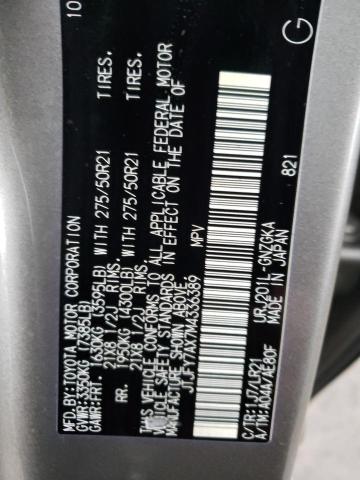 10
MFD.BY:TOYOTA MOTOR CORPORATION
GVWR:3350KG (7385LB)
GAWR:FRT. 1630KG (3595LB) WITH 275/50R21 TIRES,
21X8 1/2J RIMS,
RR. 1950KG (4300LB) WITH 275/50R21 TIRES,
21X8 1/2J RIMS,
THIS VEHICLE CONFORMS TO ALL APPLICABLE FEDERAL MOTOR
VEHICLE SAFETY STANDARDS IN EFFECT ON THE DATE OF
MANUFACTURE SHOWN ABOVE.
JTJFY7AX7M4336389 MPV
C/TR:1J7/LB21 URJ201L-GNZGKA
A/TM:A04A/AE80F MADE IN JAPAN
821
G